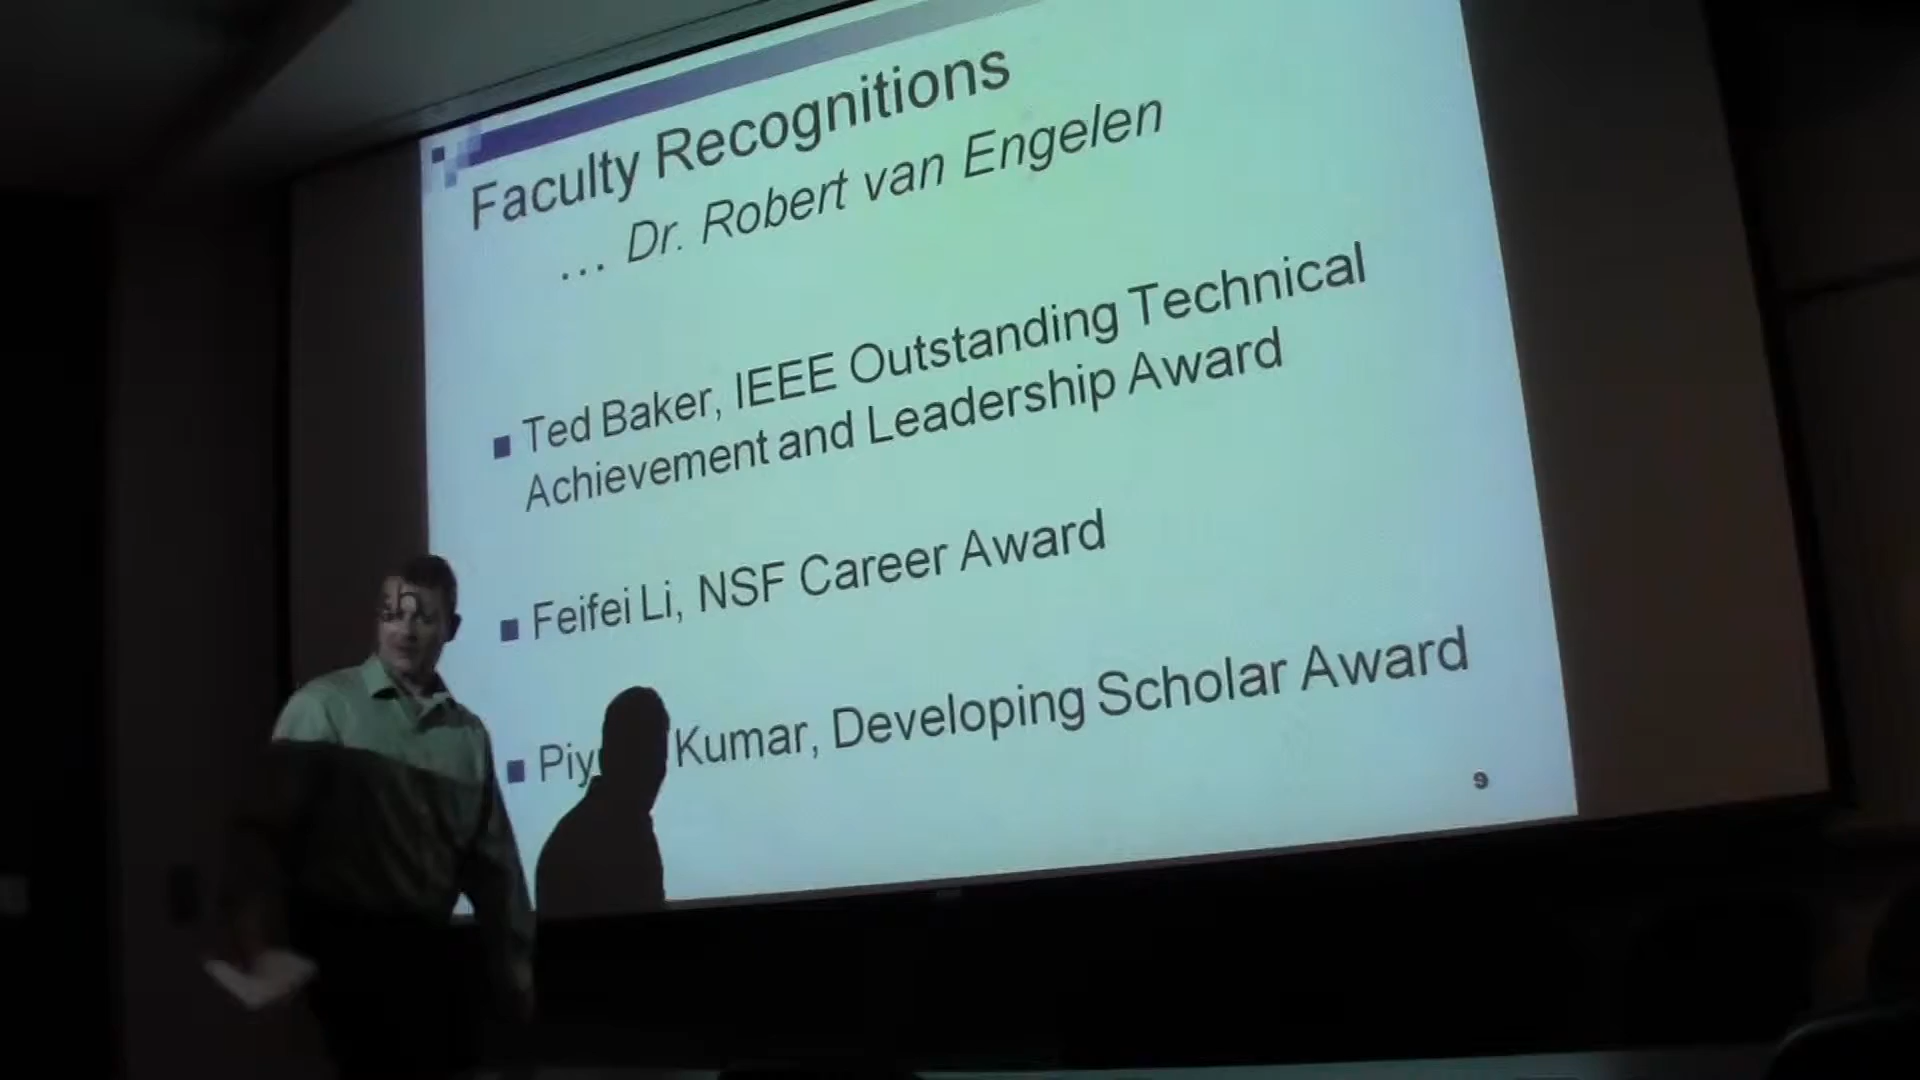 Faculty Recognitions
… Dr. Robert van Engelen
Ted Baker, IEEE Outstanding Technical
Achievement and Leadership Award
Feifei Li, NSF Career Award
Kumar, Developing Scholar Award
9